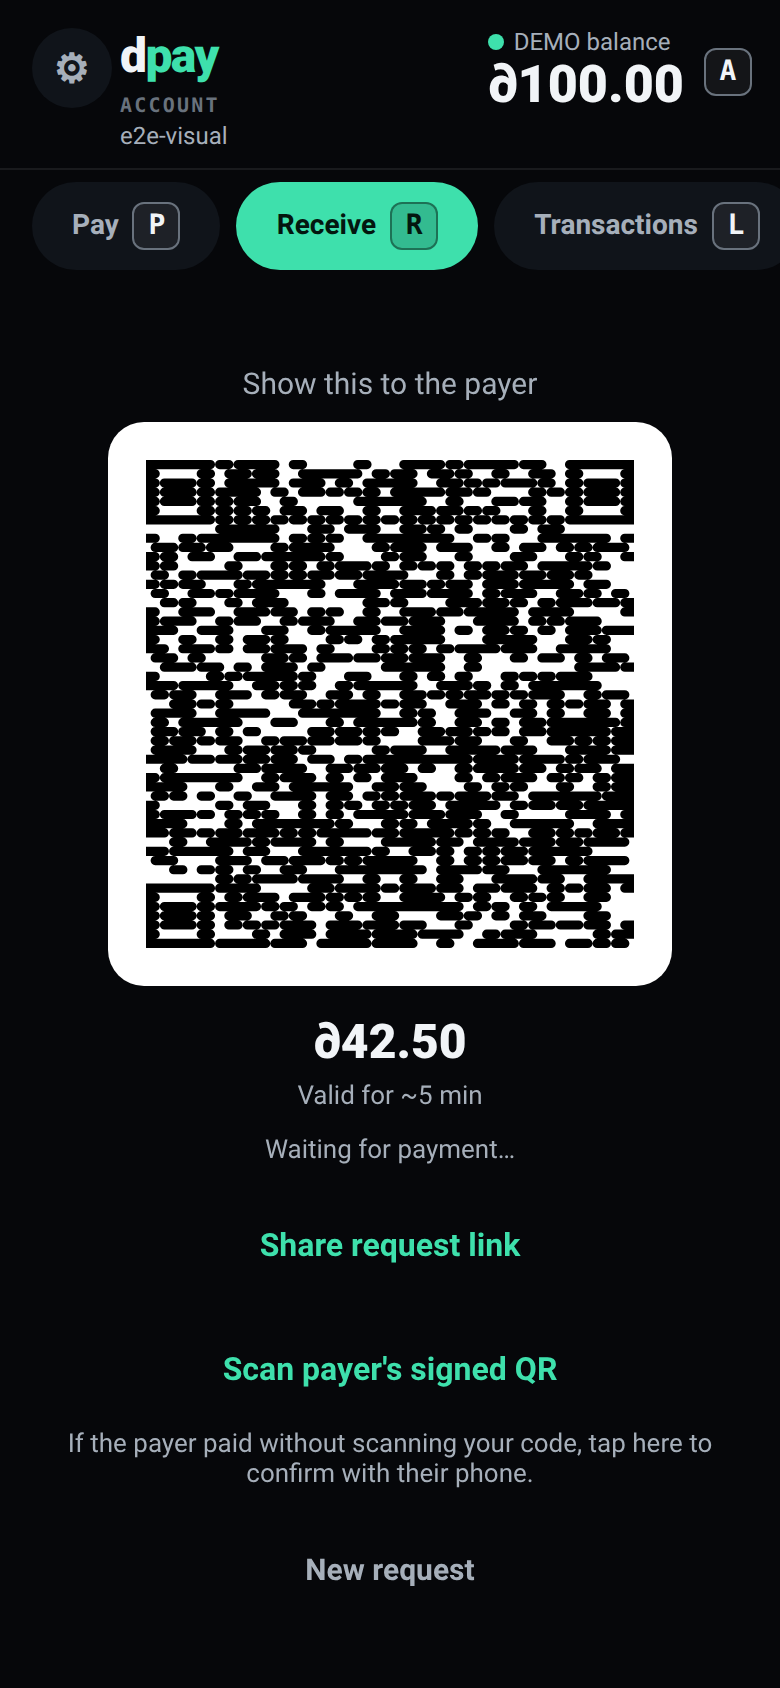 ⚙ dpay
ACCOUNT
e2e-visual
DEMO balance
∂100.00
A
Pay P
Receive R
Transactions L
Show this to the payer
∂42.50
Valid for ~5 min
Waiting for payment…
Share request link
Scan payer's signed QR
If the payer paid without scanning your code, tap here to
confirm with their phone.
New request